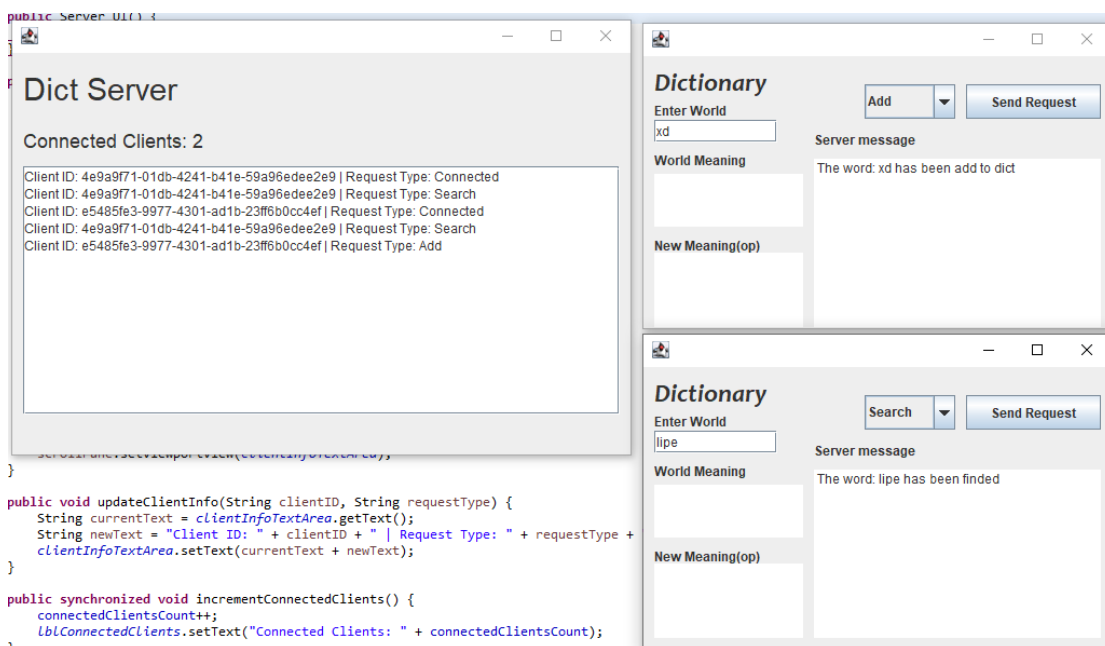 public Server_UI() {
Dict Server
Connected Clients: 2
Client ID: 4e9a9f71-01db-4241-b41e-59a96edee2e9 | Request Type: Connected
Client ID: 4e9a9f71-01db-4241-b41e-59a96edee2e9 | Request Type: Search
Client ID: e5485fe3-9977-4301-ad1b-23ff6b0cc4ef | Request Type: Connected
Client ID: 4e9a9f71-01db-4241-b41e-59a96edee2e9 | Request Type: Search
Client ID: e5485fe3-9977-4301-ad1b-23ff6b0cc4ef | Request Type: Add
scrollPane.setViewportView(clientInfoTextArea);
}
public void updateClientInfo(String clientID, String requestType) {
String currentText = clientInfoTextArea.getText();
String newText = "Client ID: " + clientID + " | Request Type: " + requestType +
clientInfoTextArea.setText(currentText + newText);
}
public synchronized void incrementConnectedClients() {
connectedClientsCount++;
lblConnectedClients.setText("Connected Clients: " + connectedClientsCount);
Dictionary
Add
Send Request
Enter World
xd
Server message
World Meaning
The word: xd has been add to dict
New Meaning(op)
Dictionary
Search
Send Request
Enter World
lipe
Server message
World Meaning
The word: lipe has been finded
New Meaning(op)